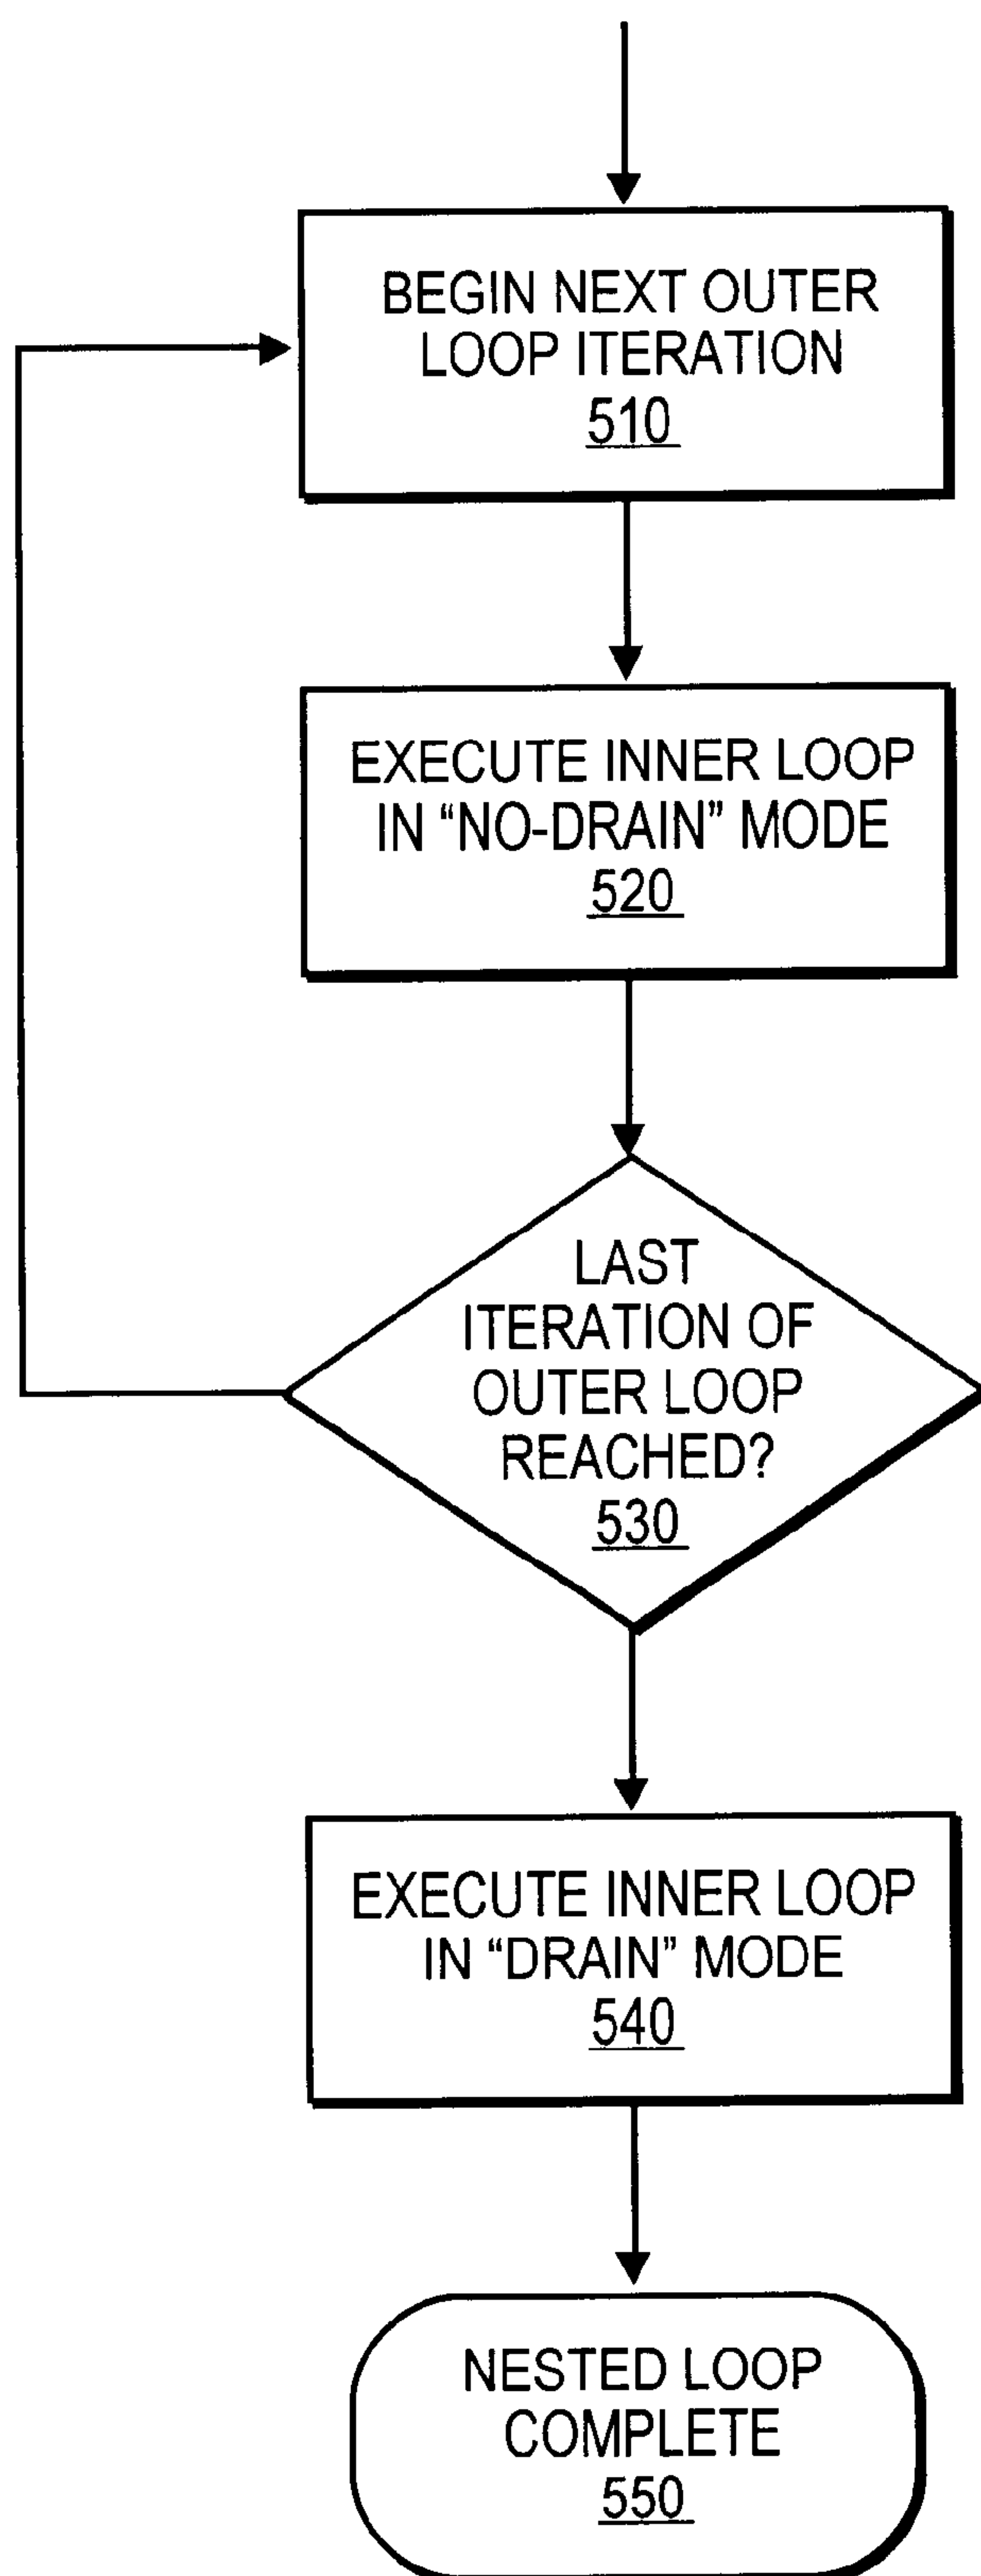 BEGIN NEXT OUTER
LOOP ITERATION
510
EXECUTE INNER LOOP
IN “NO-DRAIN” MODE
520
LAST
ITERATION OF
OUTER LOOP
REACHED?
530
EXECUTE INNER LOOP
IN “DRAIN” MODE
540
NESTED LOOP
COMPLETE
550